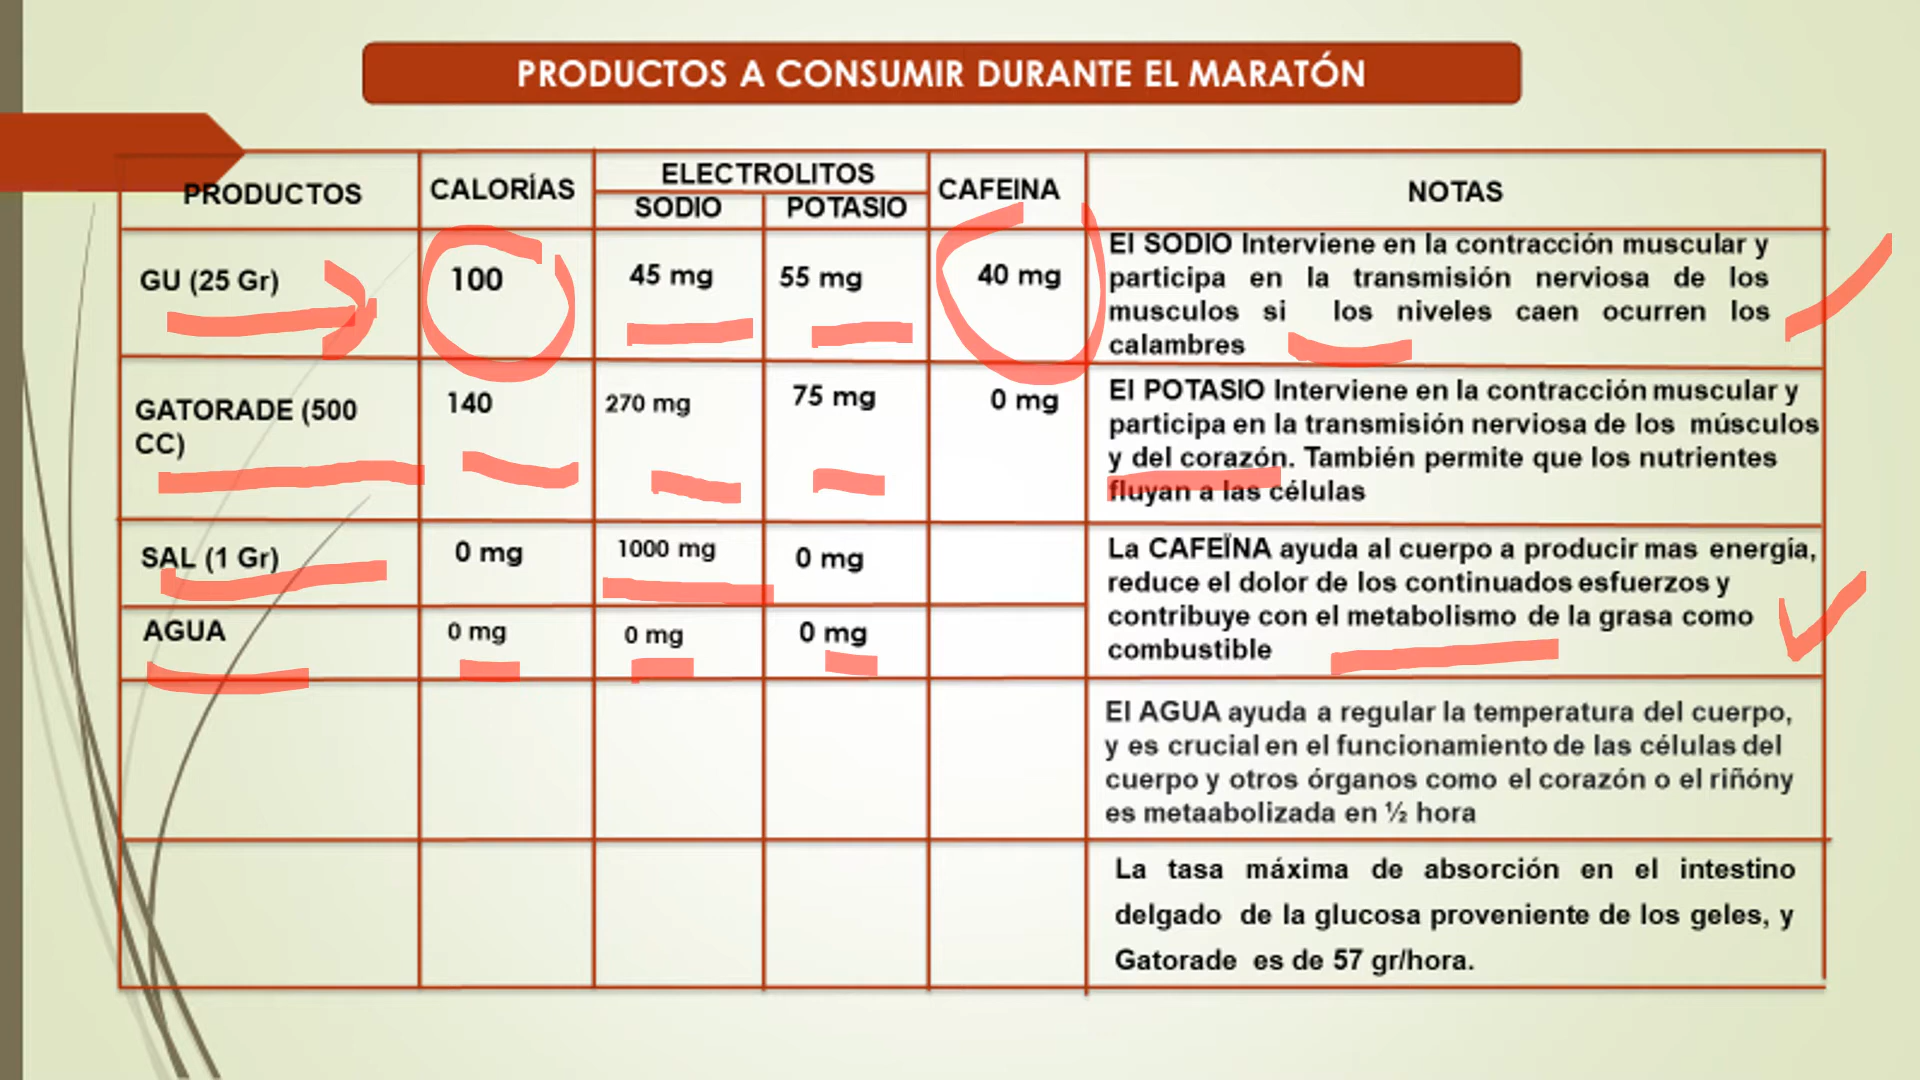 PRODUCTOS A CONSUMIR DURANTE EL MARATÓN
PRODUCTOS
CALORÍAS
ELECTROLITOS
SODIO
POTASIO
CAFEINA
NOTAS
GU (25 Gr)
100
45 mg
55 mg
40 mg
El SODIO Interviene en la contracción muscular y
participa en la transmisión nerviosa de los
musculos si los niveles caen ocurren los
calambres
GATORADE (500
CC)
140
270 mg
75 mg
0 mg
El POTASIO Interviene en la contracción muscular y
participa en la transmisión nerviosa de los músculos
y del corazón. También permite que los nutrientes
fluyan a las células
SAL (1 Gr)
0 mg
1000 mg
0 mg
La CAFEÏNA ayuda al cuerpo a producir mas energía,
reduce el dolor de los continuados esfuerzos y
contribuye con el metabolismo de la grasa como
combustible
AGUA
0 mg
0 mg
0 mg
El AGUA ayuda a regular la temperatura del cuerpo,
y es crucial en el funcionamiento de las células del
cuerpo y otros órganos como el corazón o el riñóny
es metaabolizada en ½ hora
La tasa máxima de absorción en el intestino
delgado de la glucosa proveniente de los geles, y
Gatorade es de 57 gr/hora.